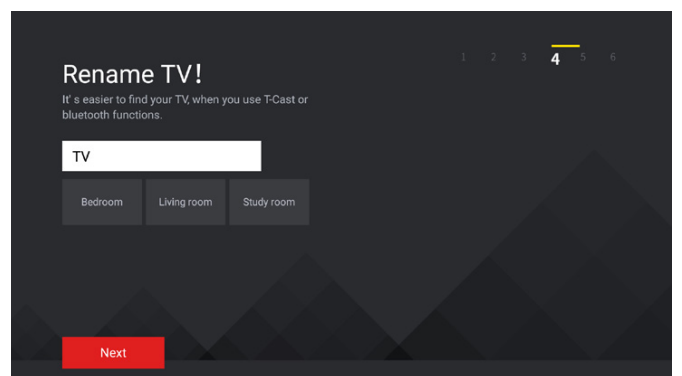 1 2 3 4 5 6
Rename TV!
It' s easier to find your TV, when you use T-Cast or
bluetooth functions.
TV
Bedroom Living room Study room
Next